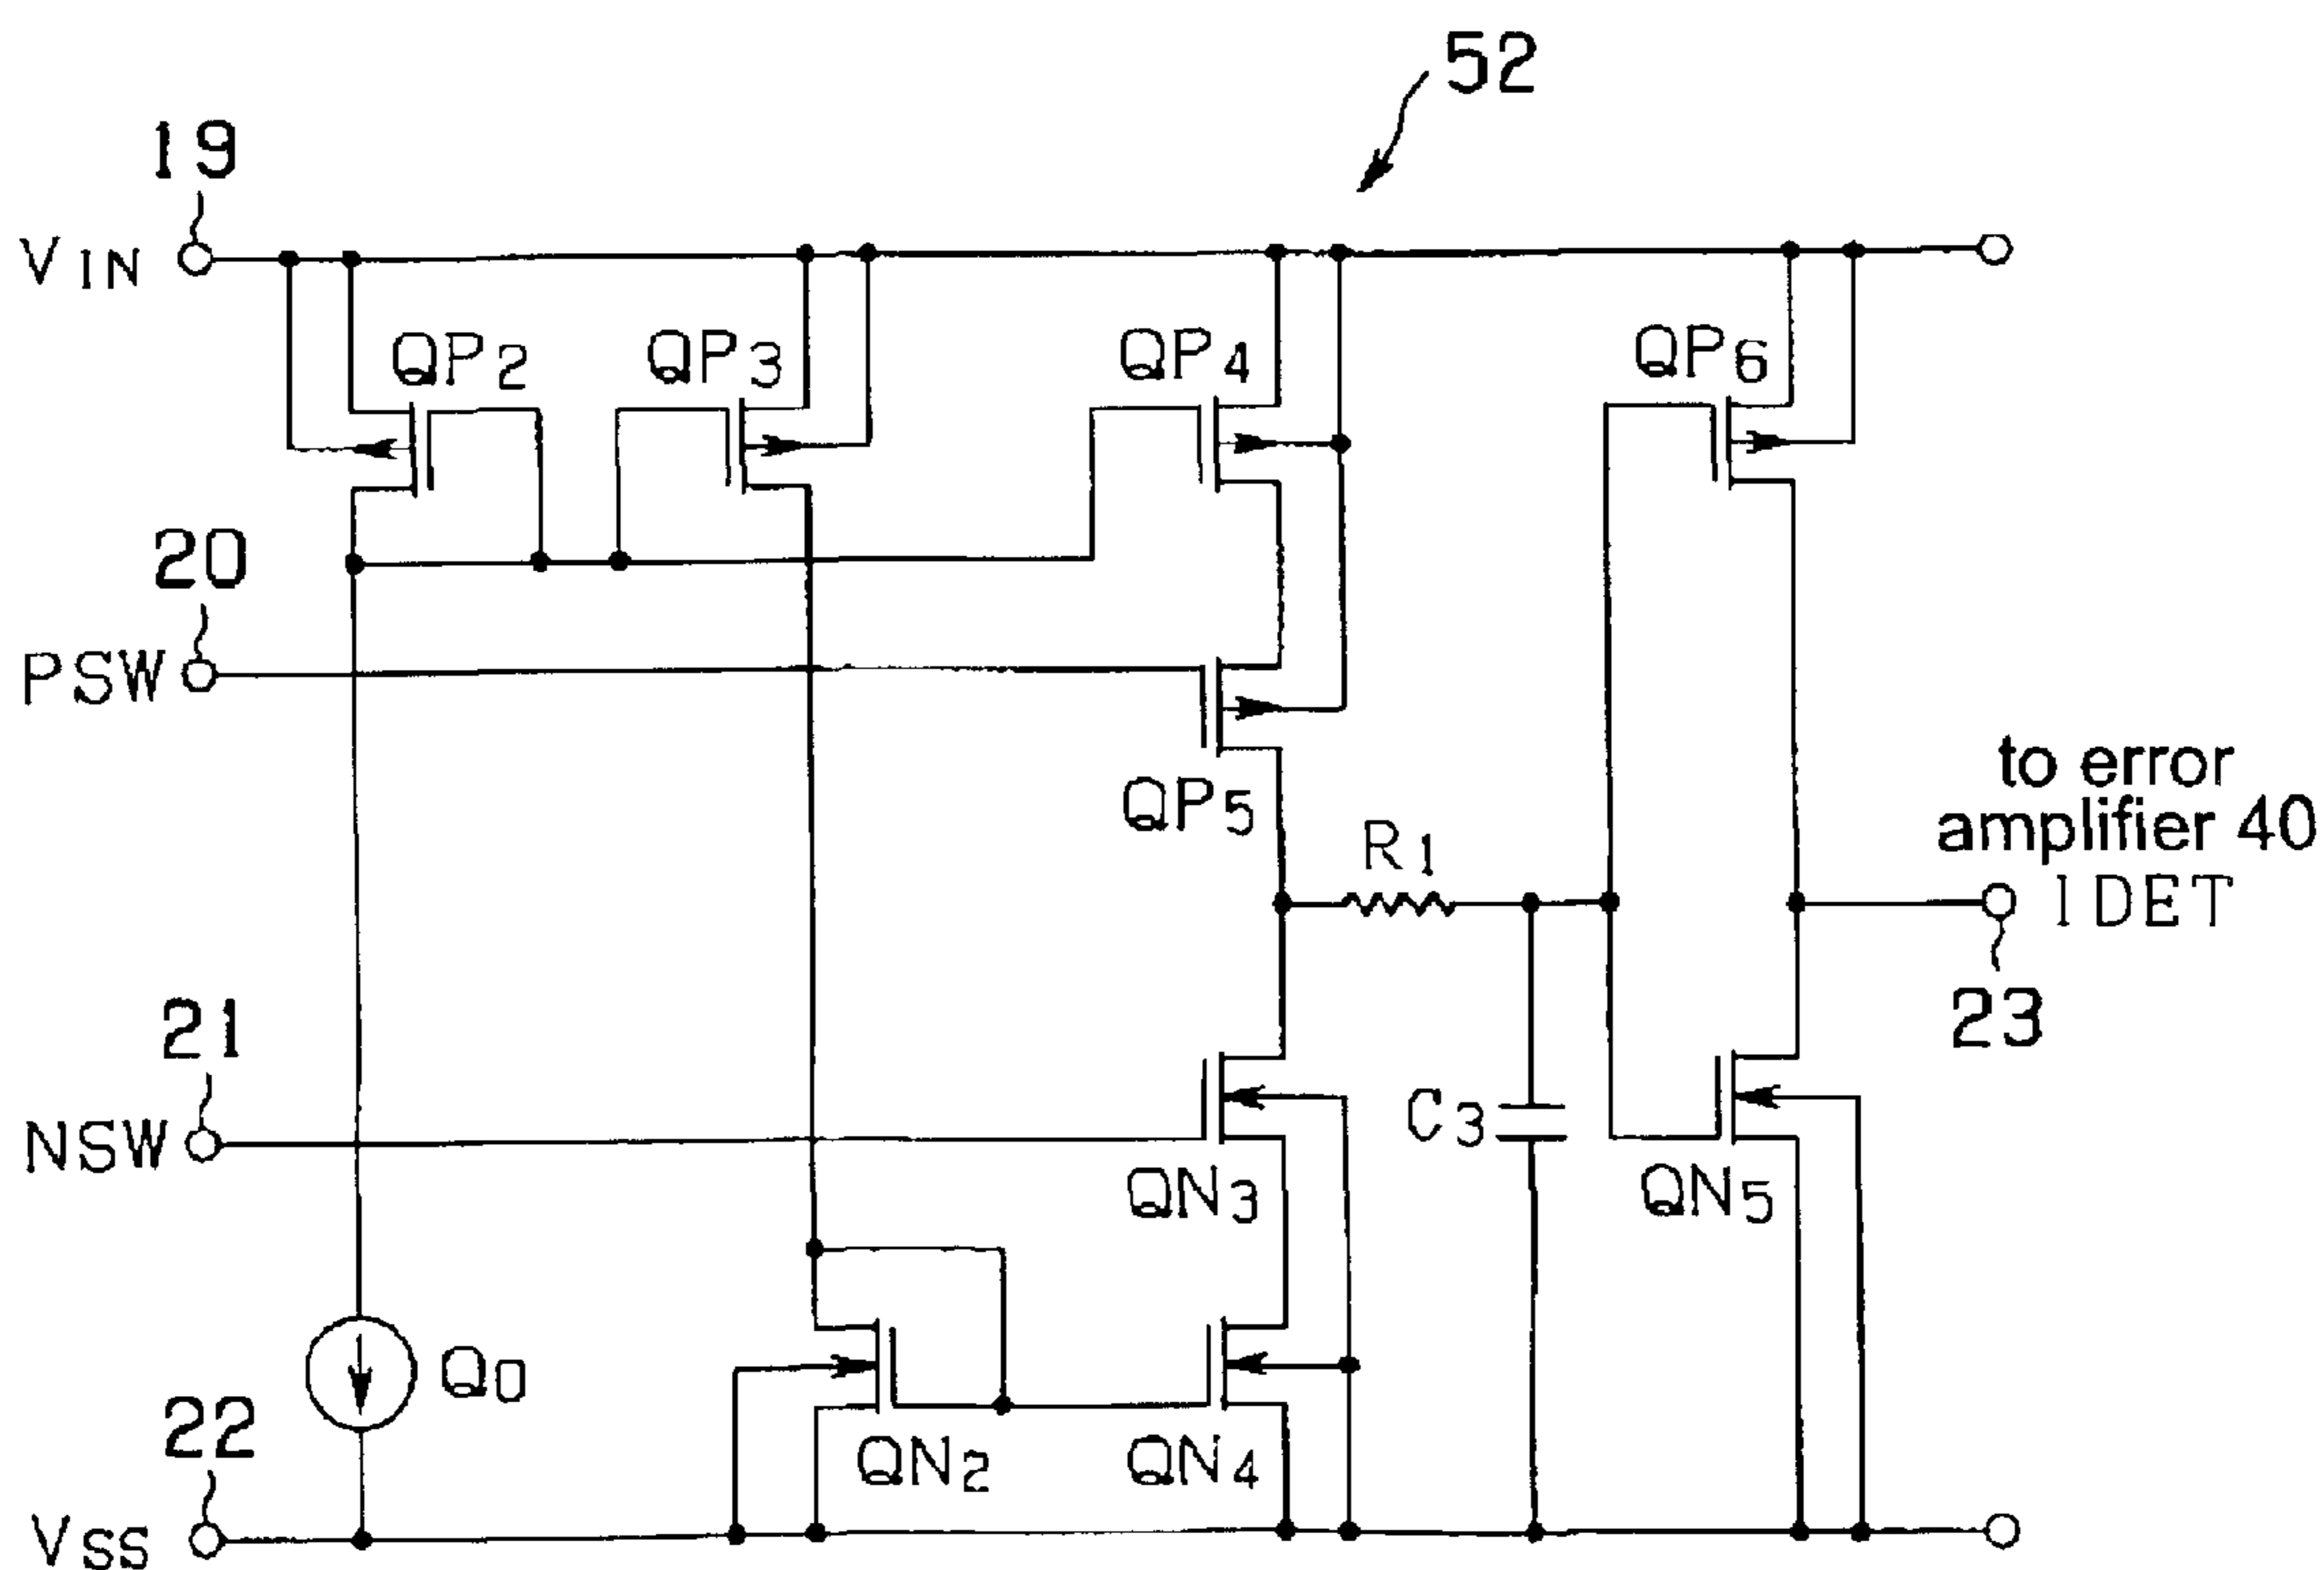 52
19
VIN
QP2
QP3
QP4
QP6
20
PSW
QP5
R1
to error
amplifier 40
IDET
23
21
NSW
QN3
C3
QN5
Q0
QN2
QN4
22
VSS